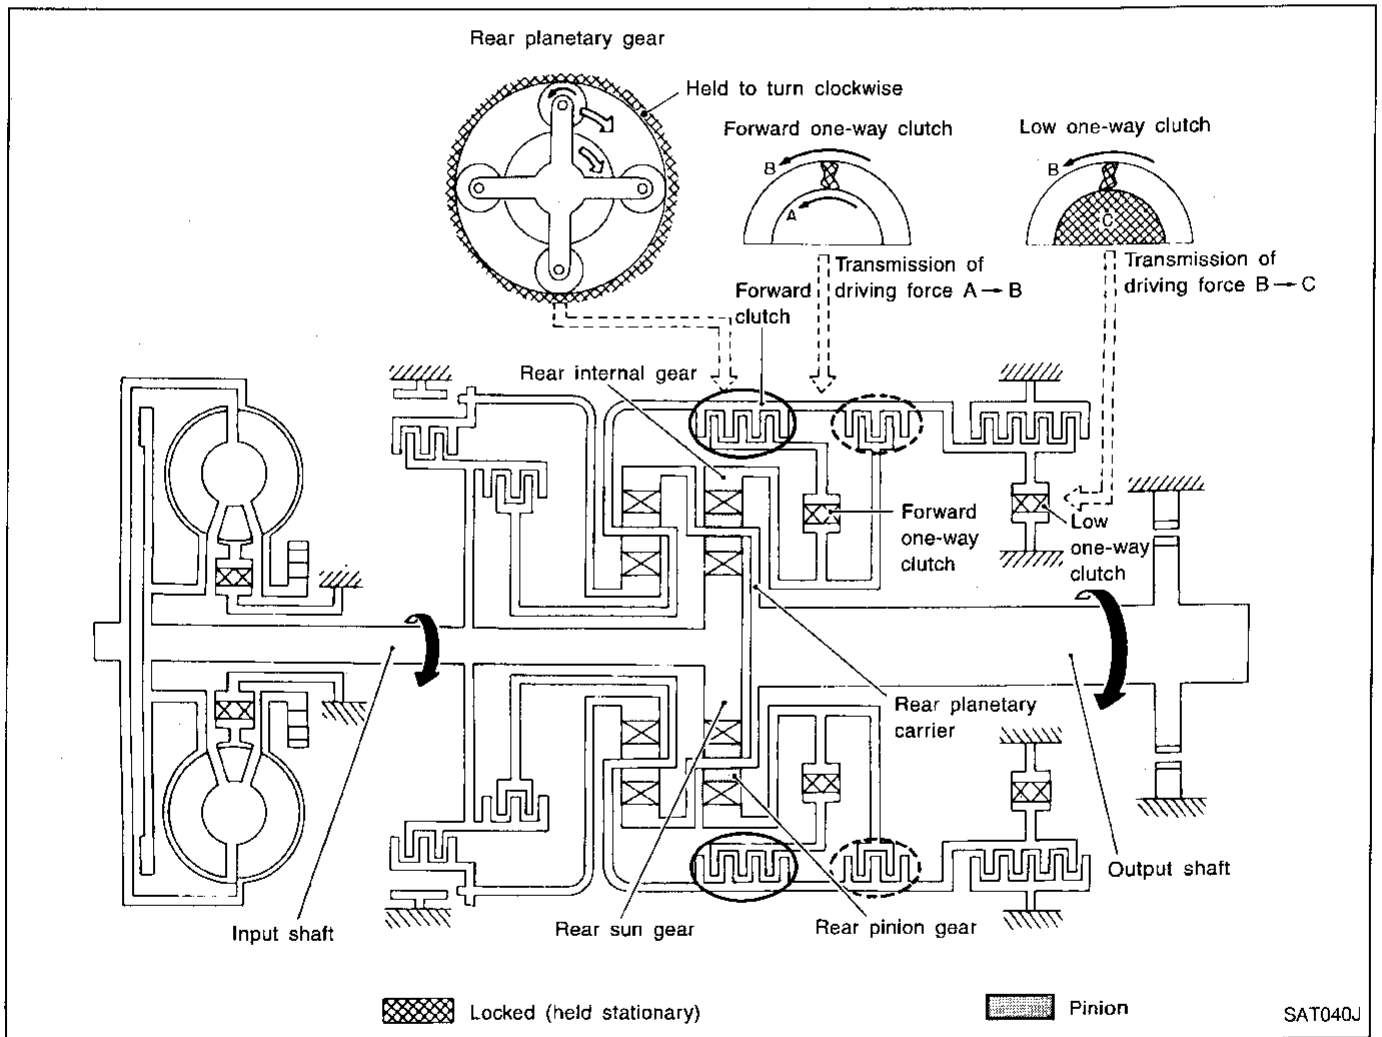 Rear planetary gear
Held to turn clockwise
Forward one-way clutch
Low one-way clutch
B
A
B
C
Transmission of
driving force A→B
Transmission of
driving force B→C
Forward
clutch
Rear internal gear
Forward
one-way
clutch
Low
one-way
clutch
Rear planetary
carrier
Output shaft
Input shaft
Rear sun gear
Rear pinion gear
Locked (held stationary)
Pinion
SAT040J